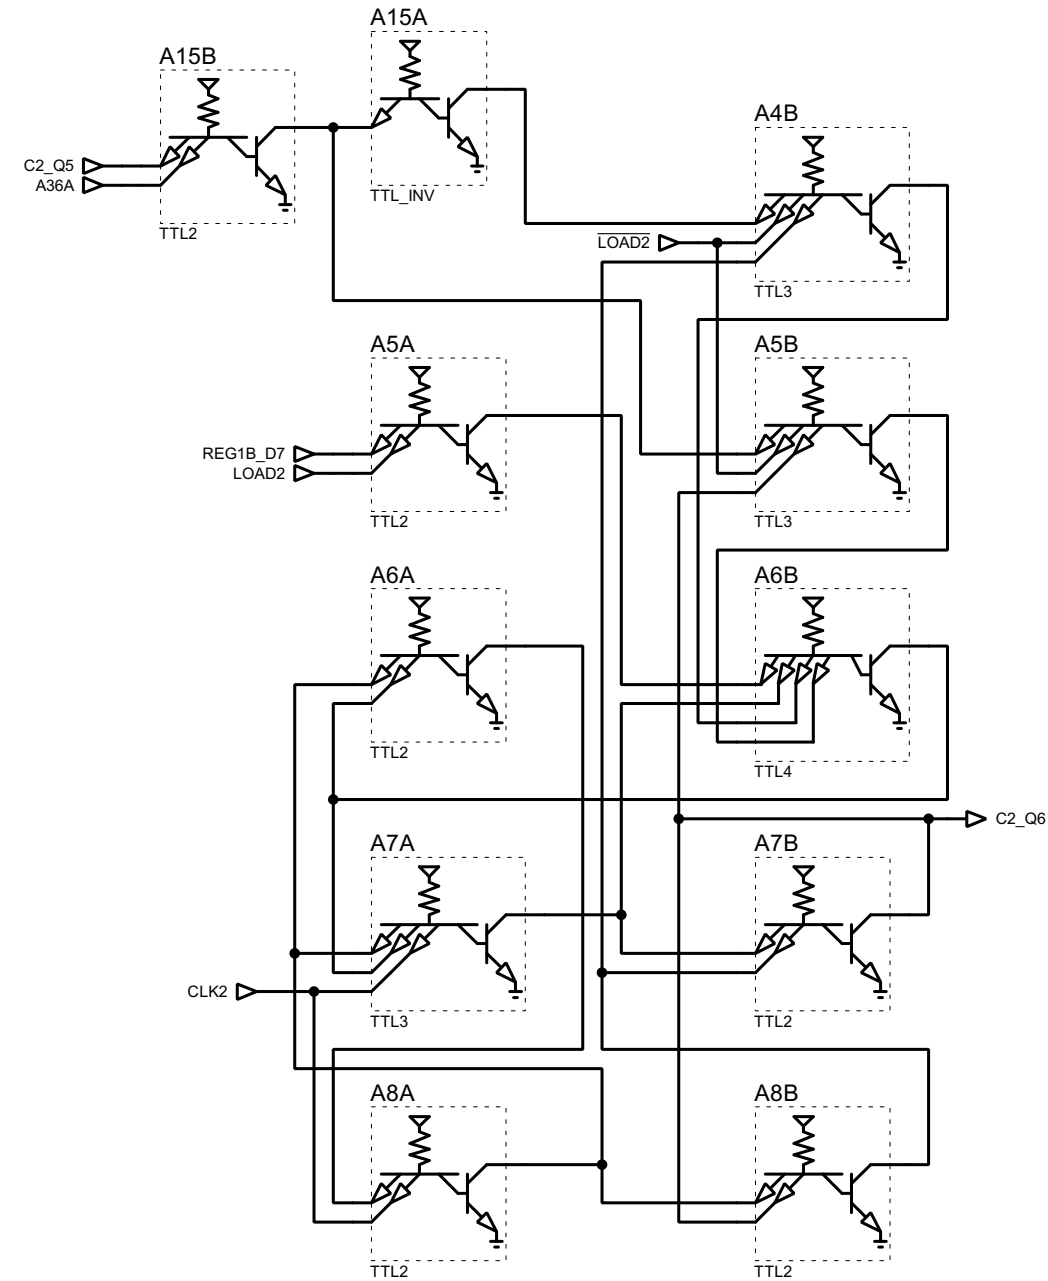 A15A
A15B
A4B
C2_Q5
A36A
TTL_INV
TTL2
LOAD2
TTL3
A5A
A5B
REG1B_D7
LOAD2
TTL2
TTL3
A6A
A6B
TTL2
TTL4
C2_Q6
A7A
A7B
CLK2
TTL3
TTL2
A8A
A8B
TTL2
TTL2